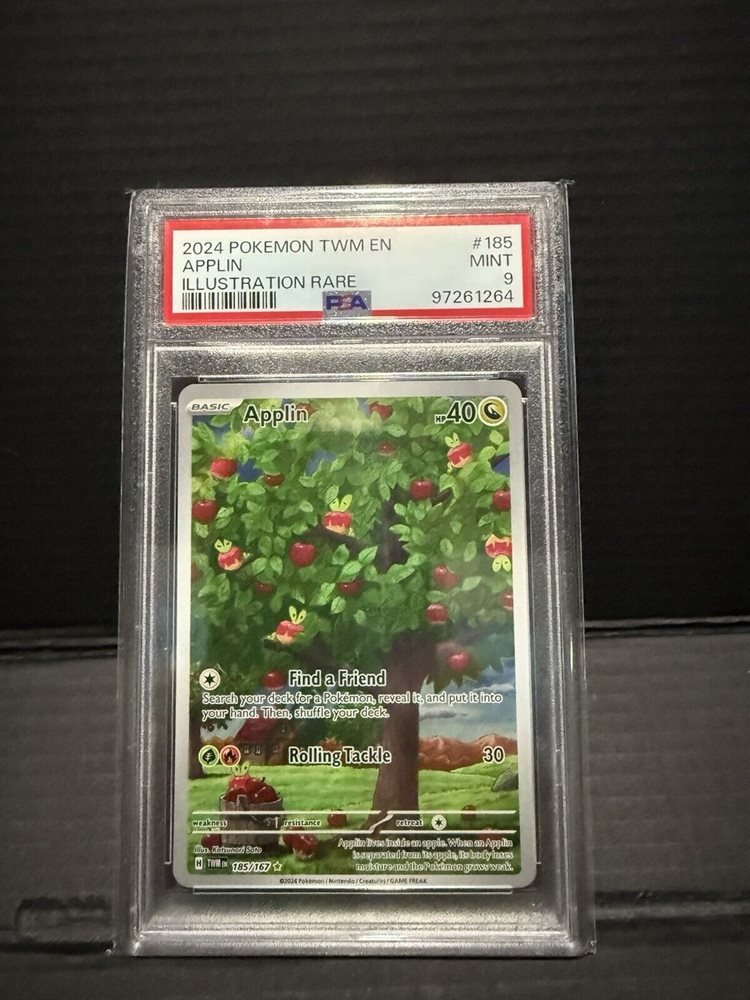 2024 POKEMON TWM EN #185
APPLIN MINT
ILLUSTRATION RARE 9
PSA 97261264
BASIC Applin HP40
Find a Friend
Search your deck for a Pokémon, reveal it, and put it into
your hand. Then, shuffle your deck.
Rolling Tackle 30
weakness resistance retreat
Illus. Katsunori Sato
Applin lives inside an apple. When an Applin
is separated from its apple, its body loses
moisture and the Pokémon grows weak.
H TWM EN 185/167
©2024 Pokémon / Nintendo / Creatures / GAME FREAK